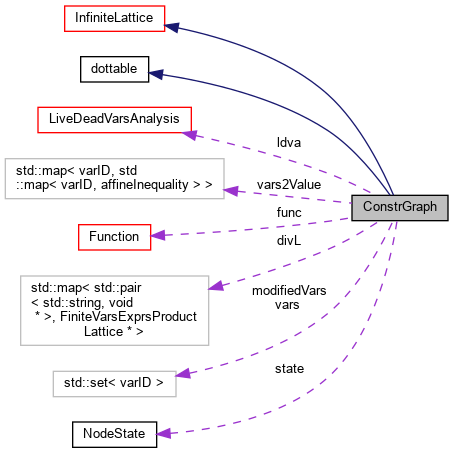 InfiniteLattice
dottable
LiveDeadVarsAnalysis
ldva
std::map< varID, std
::map< varID, affineInequality > >
vars2Value
ConstrGraph
func
Function
divL
std::map< std::pair
< std::string, void
* >, FiniteVarsExprsProduct
Lattice * >
modifiedVars
vars
std::set< varID >
state
NodeState